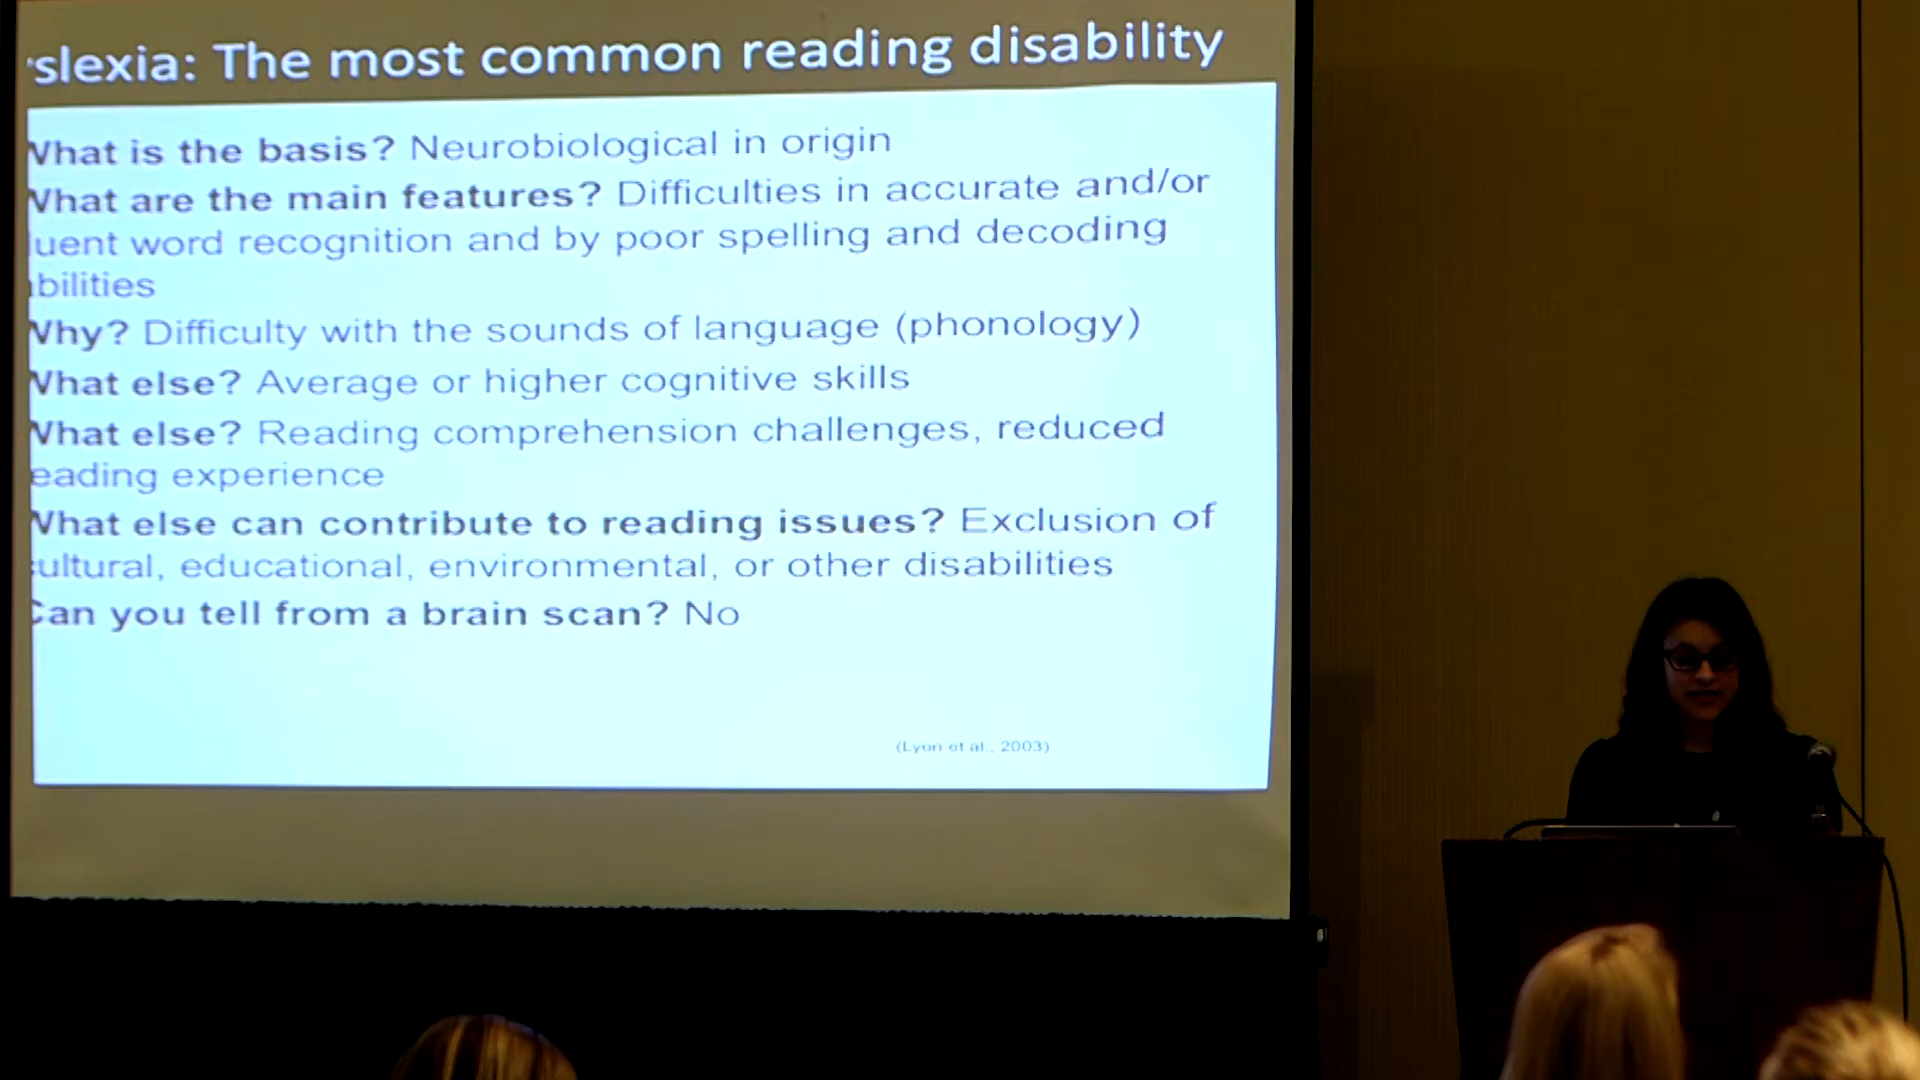 slexia: The most common reading disability
What is the basis? Neurobiological in origin
What are the main features? Difficulties in accurate and/or
luent word recognition and by poor spelling and decoding
bilities
Why? Difficulty with the sounds of language (phonology)
What else? Average or higher cognitive skills
What else? Reading comprehension challenges, reduced
eading experience
What else can contribute to reading issues? Exclusion of
ultural, educational, environmental, or other disabilities
Can you tell from a brain scan? No
(Lyon et al., 2003)